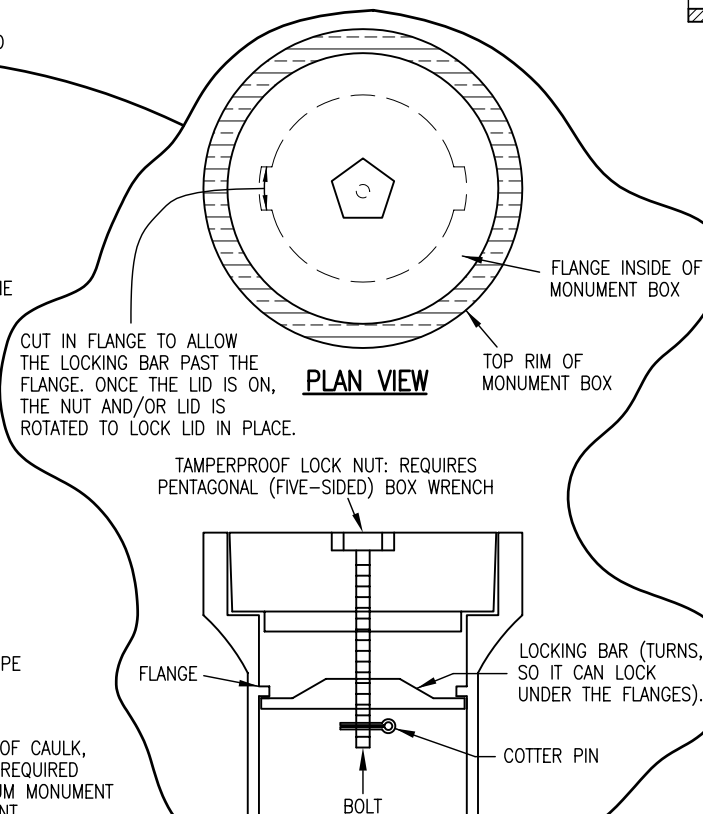 FLANGE INSIDE OF
MONUMENT BOX
CUT IN FLANGE TO ALLOW
THE LOCKING BAR PAST THE
FLANGE. ONCE THE LID IS ON,
THE NUT AND/OR LID IS
ROTATED TO LOCK LID IN PLACE.
PLAN VIEW
TOP RIM OF
MONUMENT BOX
TAMPERPROOF LOCK NUT: REQUIRES
PENTAGONAL (FIVE-SIDED) BOX WRENCH
FLANGE
LOCKING BAR (TURNS,
SO IT CAN LOCK
UNDER THE FLANGES).
OF CAULK,
REQUIRED
MONUMENT
COTTER PIN
BOLT